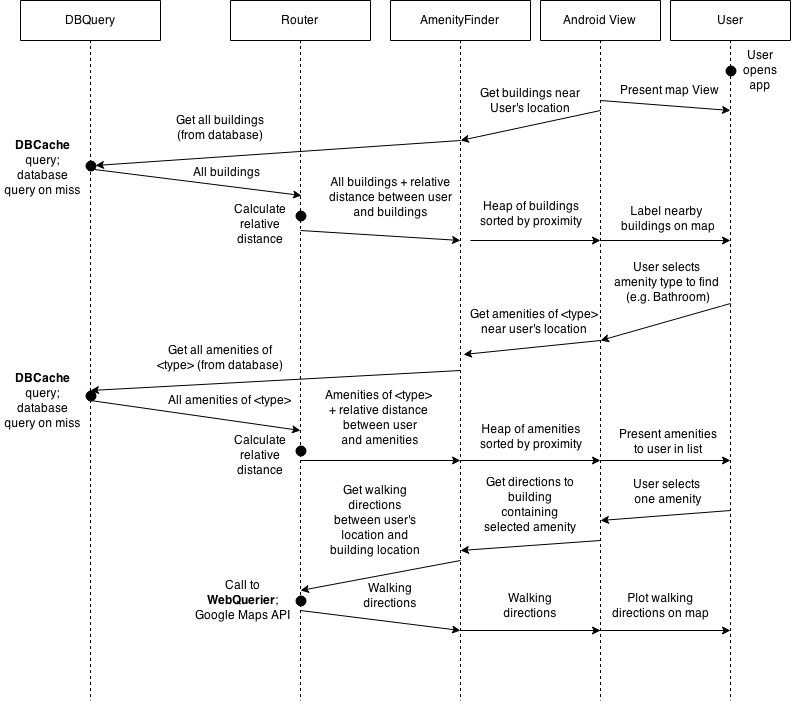 DBQuery
Router
AmenityFinder
Android View
User
User
opens
app
Present map View
Get buildings near
User's location
Get all buildings
(from database)
DBCache
query;
database
query on miss
All buildings
All buildings + relative
distance between user
and buildings
Calculate
relative
distance
Heap of buildings
sorted by proximity
Label nearby
buildings on map
User selects
amenity type to find
(e.g. Bathroom)
Get amenities of <type>
near user's location
Get all amenities of
<type> (from database)
DBCache
query;
database
query on miss
All amenities of <type>
Amenities of <type>
+ relative distance
between user
and amenities
Calculate
relative
distance
Heap of amenities
sorted by proximity
Present amenities
to user in list
User selects
one amenity
Get directions to
building
containing
selected amenity
Get walking
directions
between user's
location and
building location
Call to
WebQuerier;
Google Maps API
Walking
directions
Walking
directions
Plot walking
directions on map